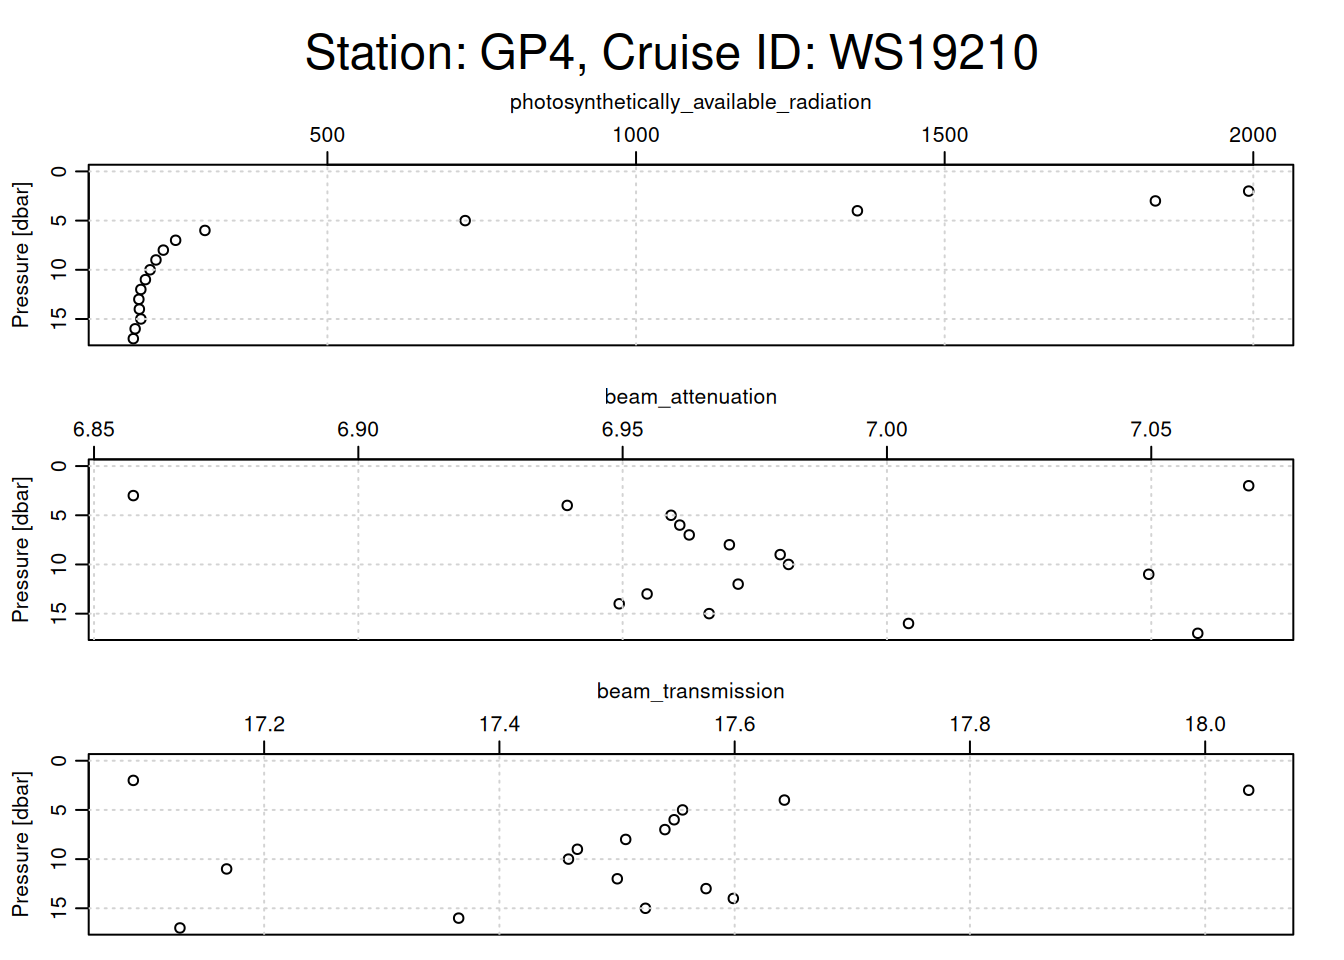 Station: GP4, Cruise ID: WS19210
photosynthetically_available_radiation
500 1000 1500 2000
Pressure [dbar]
0
5
10
15
beam_attenuation
6.85 6.90 6.95 7.00 7.05
Pressure [dbar]
0
5
10
15
beam_transmission
17.2 17.4 17.6 17.8 18.0
Pressure [dbar]
0
5
10
15